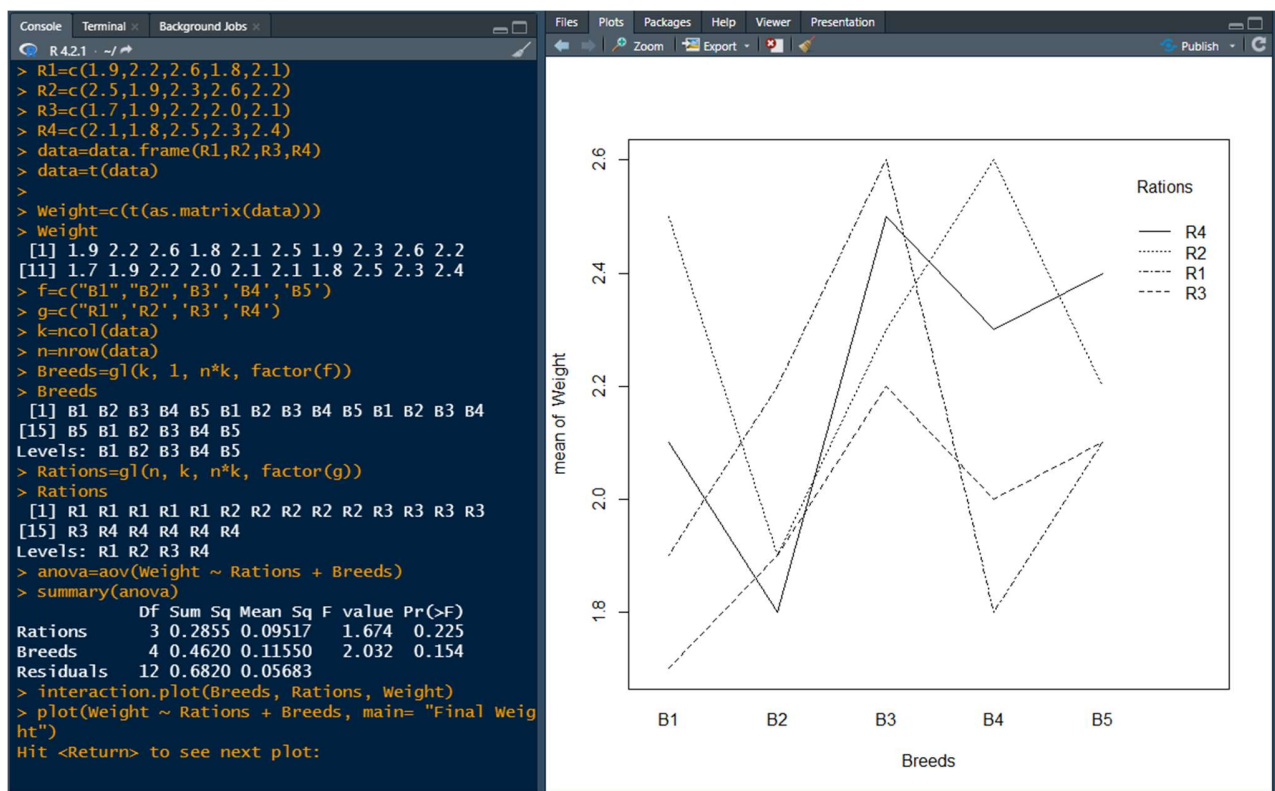 Console Terminal Background Jobs
R 4.2.1 · ~/
> R1=c(1.9,2.2,2.6,1.8,2.1)
> R2=c(2.5,1.9,2.3,2.6,2.2)
> R3=c(1.7,1.9,2.2,2.0,2.1)
> R4=c(2.1,1.8,2.5,2.3,2.4)
> data=data.frame(R1,R2,R3,R4)
> data=t(data)
>
> Weight=c(t(as.matrix(data)))
> Weight
[1] 1.9 2.2 2.6 1.8 2.1 2.5 1.9 2.3 2.6 2.2
[11] 1.7 1.9 2.2 2.0 2.1 2.1 1.8 2.5 2.3 2.4
> f=c("B1","B2",'B3','B4','B5')
> g=c("R1",'R2','R3','R4')
> k=ncol(data)
> n=nrow(data)
> Breeds=gl(k, 1, n*k, factor(f))
> Breeds
[1] B1 B2 B3 B4 B5 B1 B2 B3 B4 B5 B1 B2 B3 B4
[15] B5 B1 B2 B3 B4 B5
Levels: B1 B2 B3 B4 B5
> Rations=gl(n, k, n*k, factor(g))
> Rations
[1] R1 R1 R1 R1 R1 R2 R2 R2 R2 R2 R3 R3 R3 R3
[15] R3 R4 R4 R4 R4 R4
Levels: R1 R2 R3 R4
> anova=aov(Weight ~ Rations + Breeds)
> summary(anova)
Df Sum Sq Mean Sq F value Pr(>F)
Rations 3 0.2855 0.09517 1.674 0.225
Breeds 4 0.4620 0.11550 2.032 0.154
Residuals 12 0.6820 0.05683
> interaction.plot(Breeds, Rations, Weight)
> plot(Weight ~ Rations + Breeds, main= "Final Weig
ht")
Hit <Return> to see next plot:
Files Plots Packages Help Viewer Presentation
Zoom Export Publish
mean of Weight
2.6
2.4
2.2
2.0
1.8
Rations
R4
R2
R1
R3
B1 B2 B3 B4 B5
Breeds